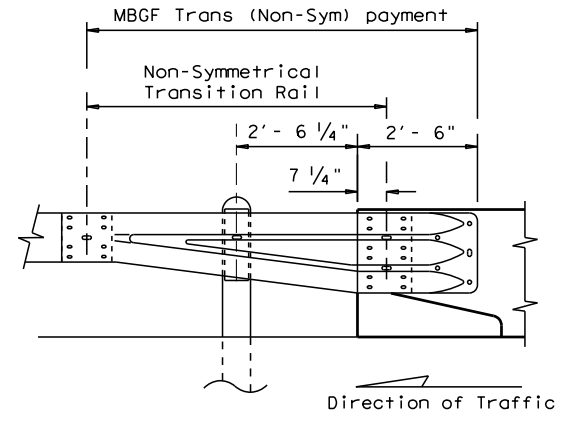 MBGF Trans (Non-Sym) payment
Non-Symmetrical
Transition Rail
2'- 6 1/4"
2'- 6"
7 1/4"
Direction of Traffic